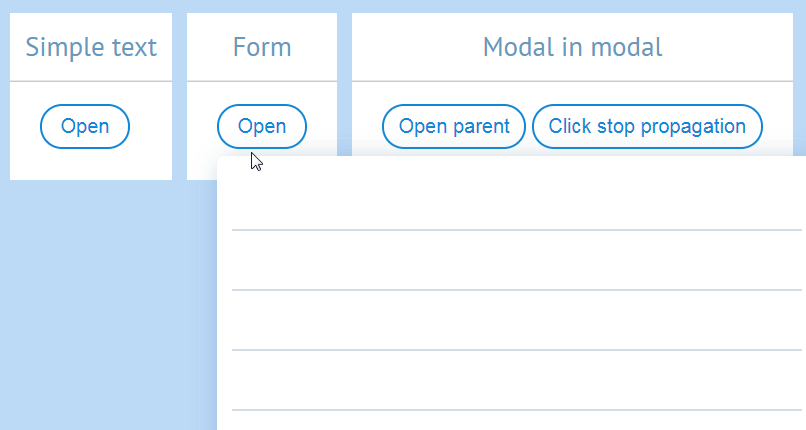 Simple text
Form
Modal in modal
Open
Open
Open parent
Click stop propagation